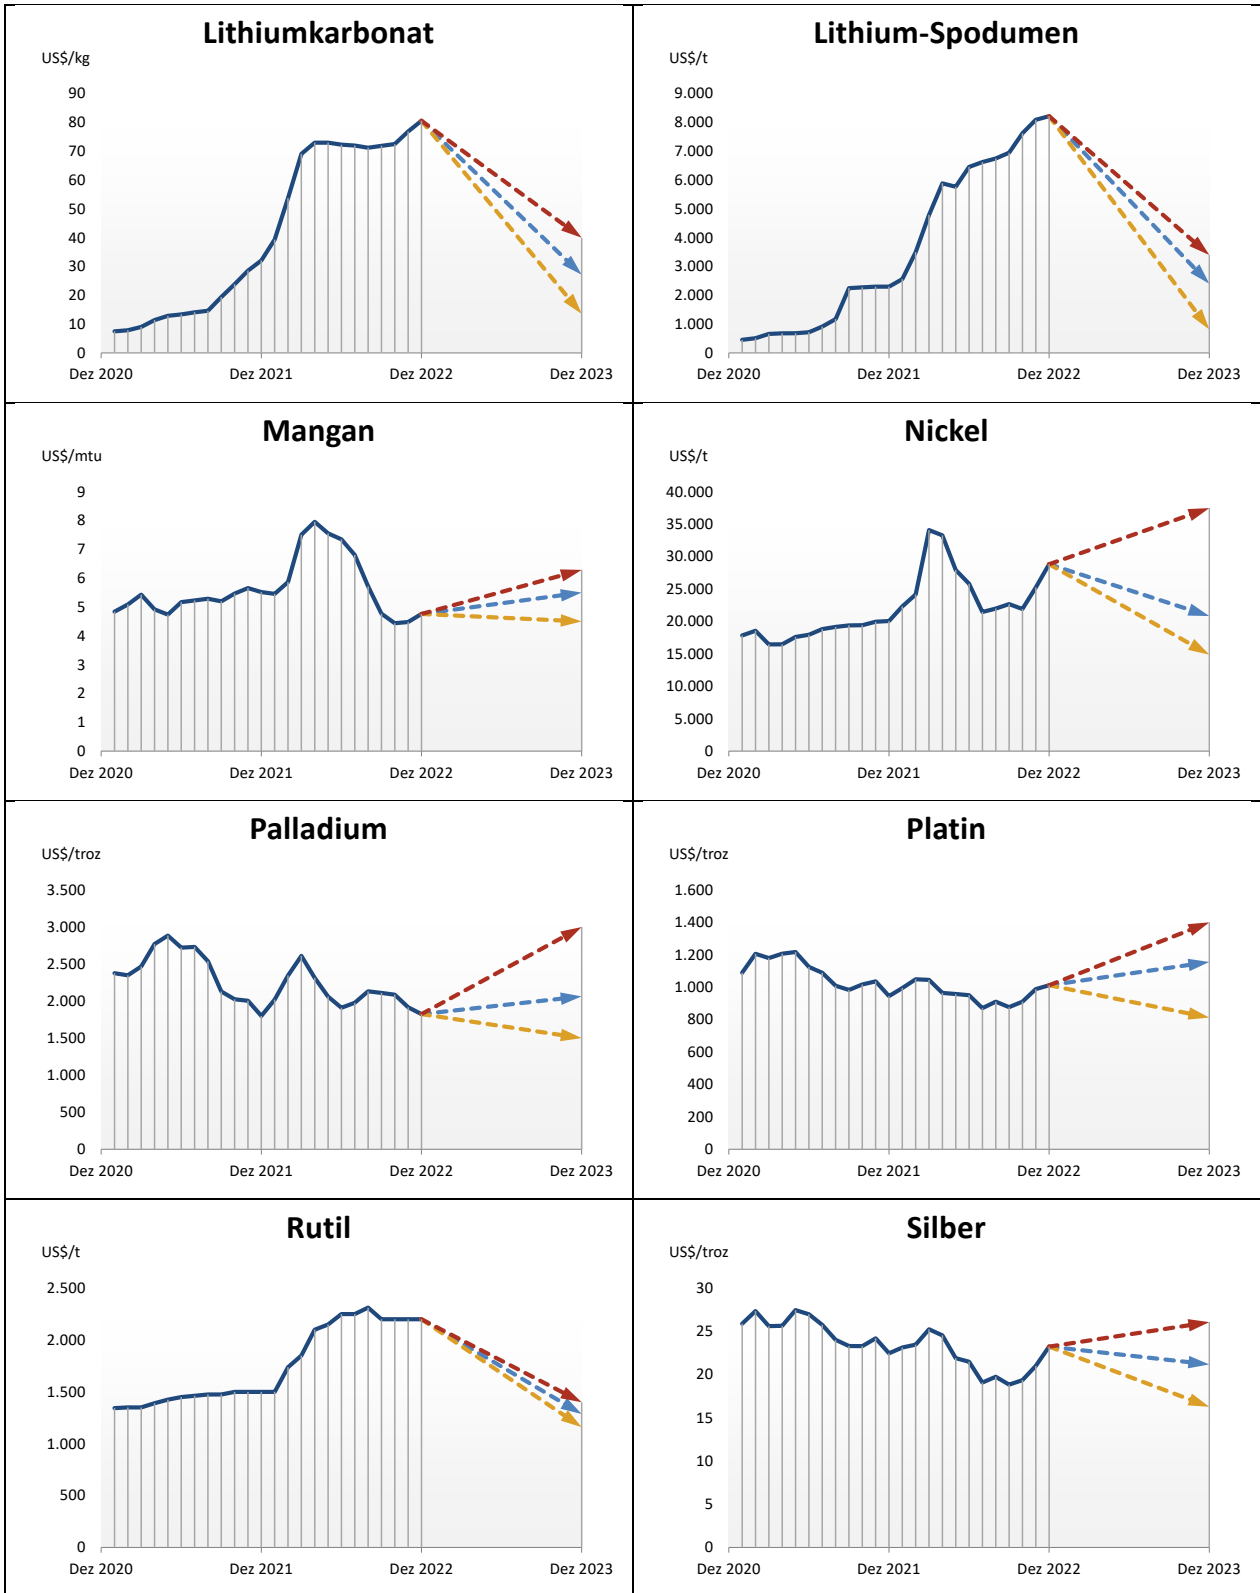 Lithiumkarbonat
US$/kg
90
80
70
60
50
40
30
20
10
0
Dez 2020 Dez 2021 Dez 2022 Dez 2023
Lithium-Spodumen
US$/t
9.000
8.000
7.000
6.000
5.000
4.000
3.000
2.000
1.000
0
Dez 2020 Dez 2021 Dez 2022 Dez 2023
Mangan
US$/mtu
9
8
7
6
5
4
3
2
1
0
Dez 2020 Dez 2021 Dez 2022 Dez 2023
Nickel
US$/t
40.000
35.000
30.000
25.000
20.000
15.000
10.000
5.000
0
Dez 2020 Dez 2021 Dez 2022 Dez 2023
Palladium
US$/troz
3.500
3.000
2.500
2.000
1.500
1.000
500
0
Dez 2020 Dez 2021 Dez 2022 Dez 2023
Platin
US$/troz
1.600
1.400
1.200
1.000
800
600
400
200
0
Dez 2020 Dez 2021 Dez 2022 Dez 2023
Rutil
US$/t
2.500
2.000
1.500
1.000
500
0
Dez 2020 Dez 2021 Dez 2022 Dez 2023
Silber
US$/troz
30
25
20
15
10
5
0
Dez 2020 Dez 2021 Dez 2022 Dez 2023